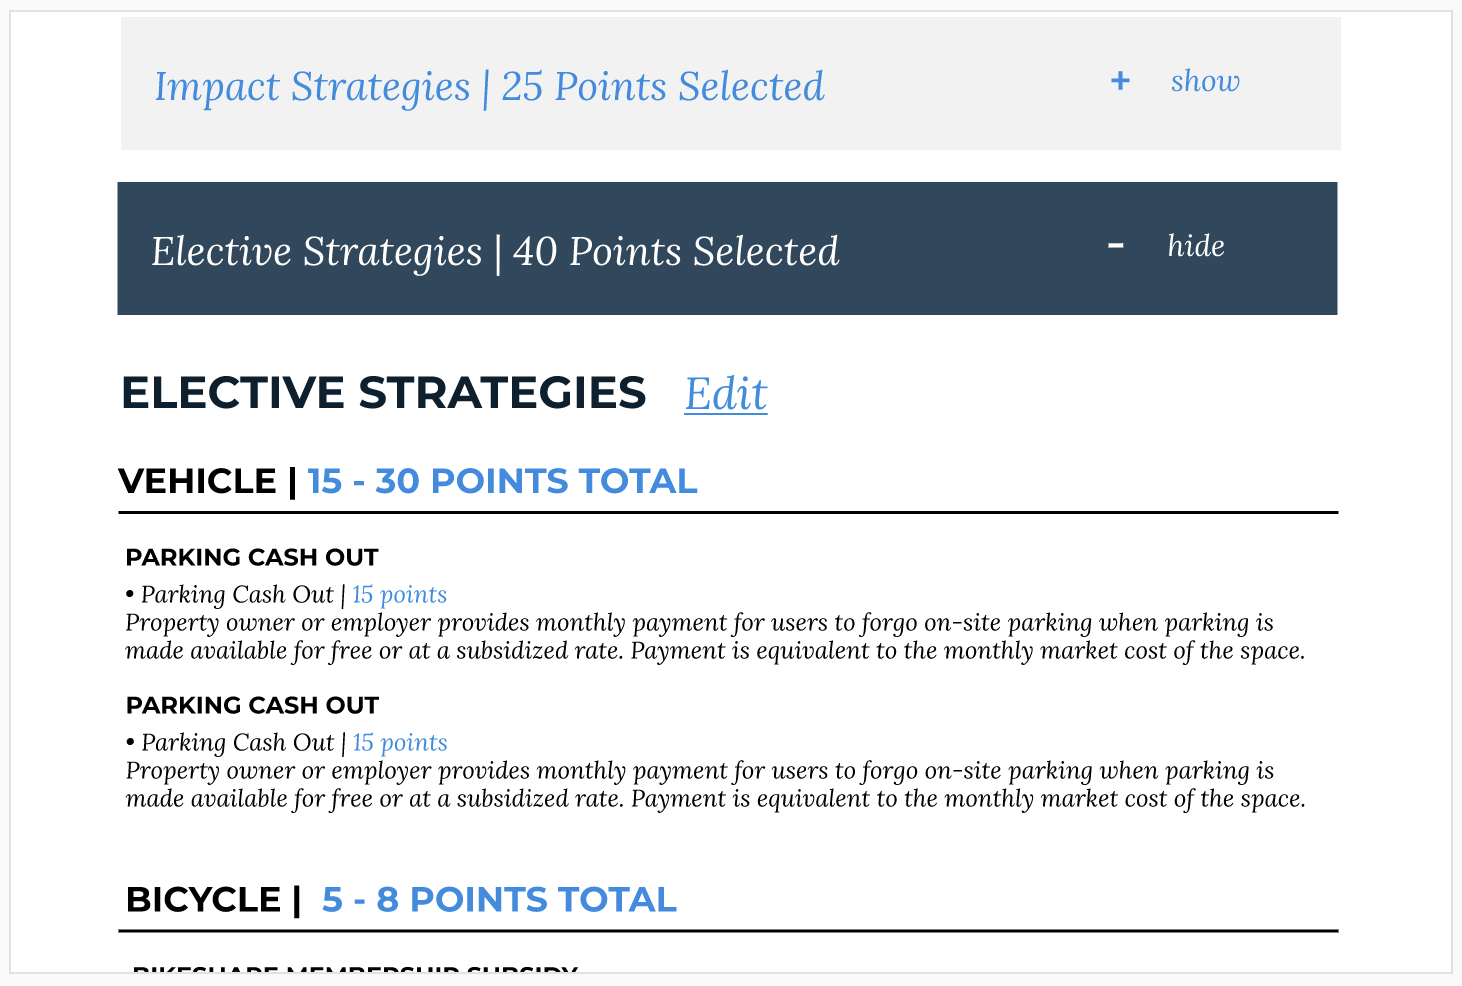 Impact Strategies | 25 Points Selected + show
Elective Strategies | 40 Points Selected - hide
ELECTIVE STRATEGIES Edit
VEHICLE | 15 - 30 POINTS TOTAL
PARKING CASH OUT
• Parking Cash Out | 15 points
Property owner or employer provides monthly payment for users to forgo on-site parking when parking is
made available for free or at a subsidized rate. Payment is equivalent to the monthly market cost of the space.
PARKING CASH OUT
• Parking Cash Out | 15 points
Property owner or employer provides monthly payment for users to forgo on-site parking when parking is
made available for free or at a subsidized rate. Payment is equivalent to the monthly market cost of the space.
BICYCLE | 5 - 8 POINTS TOTAL
BIKESHARE MEMBERSHIP SUBSIDY